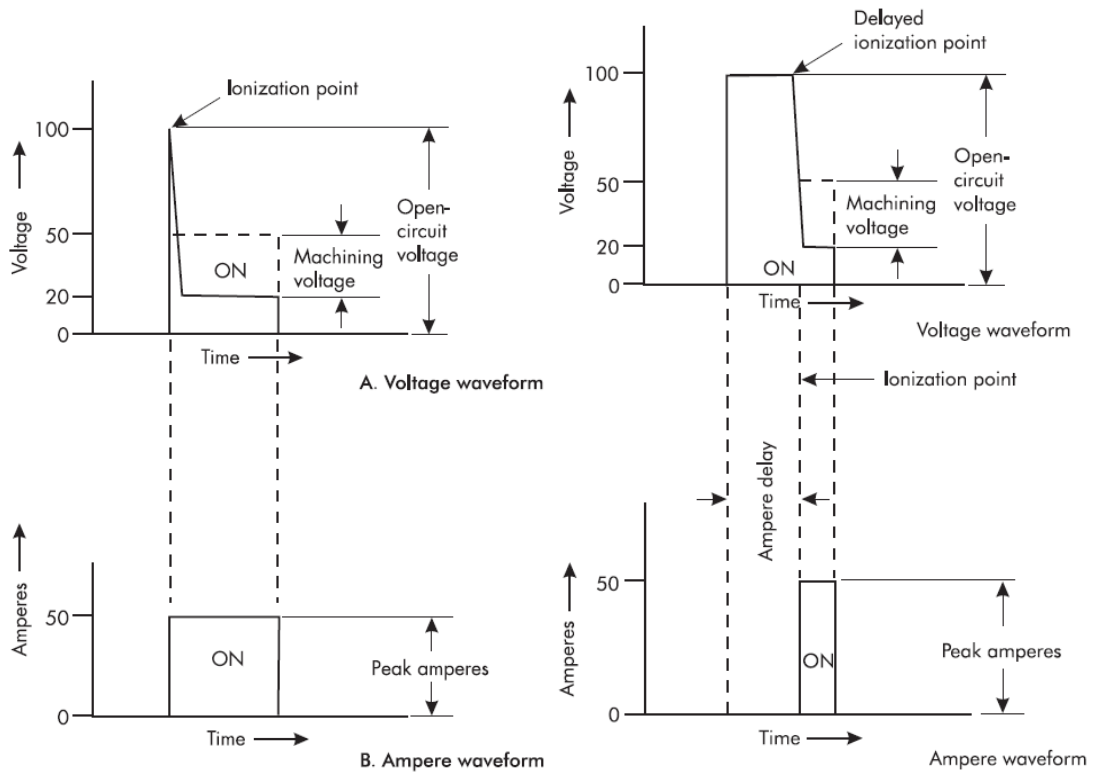 Ionization point
100
50
20
0
Voltage
Open-
circuit
voltage
Machining
voltage
ON
Time
A. Voltage waveform
Amperes
50
0
ON
Peak amperes
Time
B. Ampere waveform
Delayed
ionization point
100
50
20
0
Voltage
Open-
circuit
voltage
Machining
voltage
ON
Time
Voltage waveform
Ionization point
Ampere delay
Amperes
50
0
ON
Peak amperes
Time
Ampere waveform